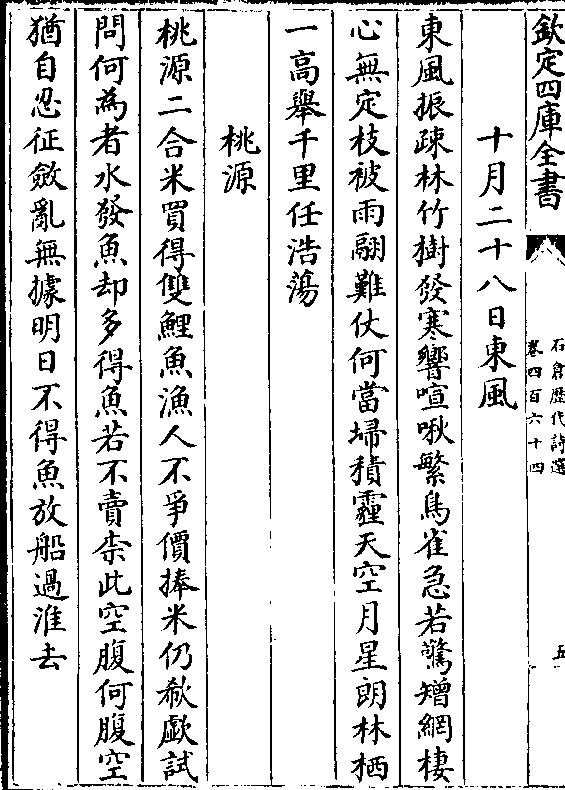 欽定四庫全書
石倉歷代詩選
卷四百六十四
五
十月二十八日東風
東風振疎林竹樹發寒響喧啾繁鳥雀急若驚矰網棲
心無定枝被雨翮難仗何當埽積霾天空月星朗林栖
一高舉千里任浩蕩
桃源
桃源二合米買得雙鯉魚漁人不爭價捧米仍欷歔試
問何為者水發魚却多得魚若不賣柰此空腹何腹空
猶自忍征斂亂無據明日不得魚放船過淮去